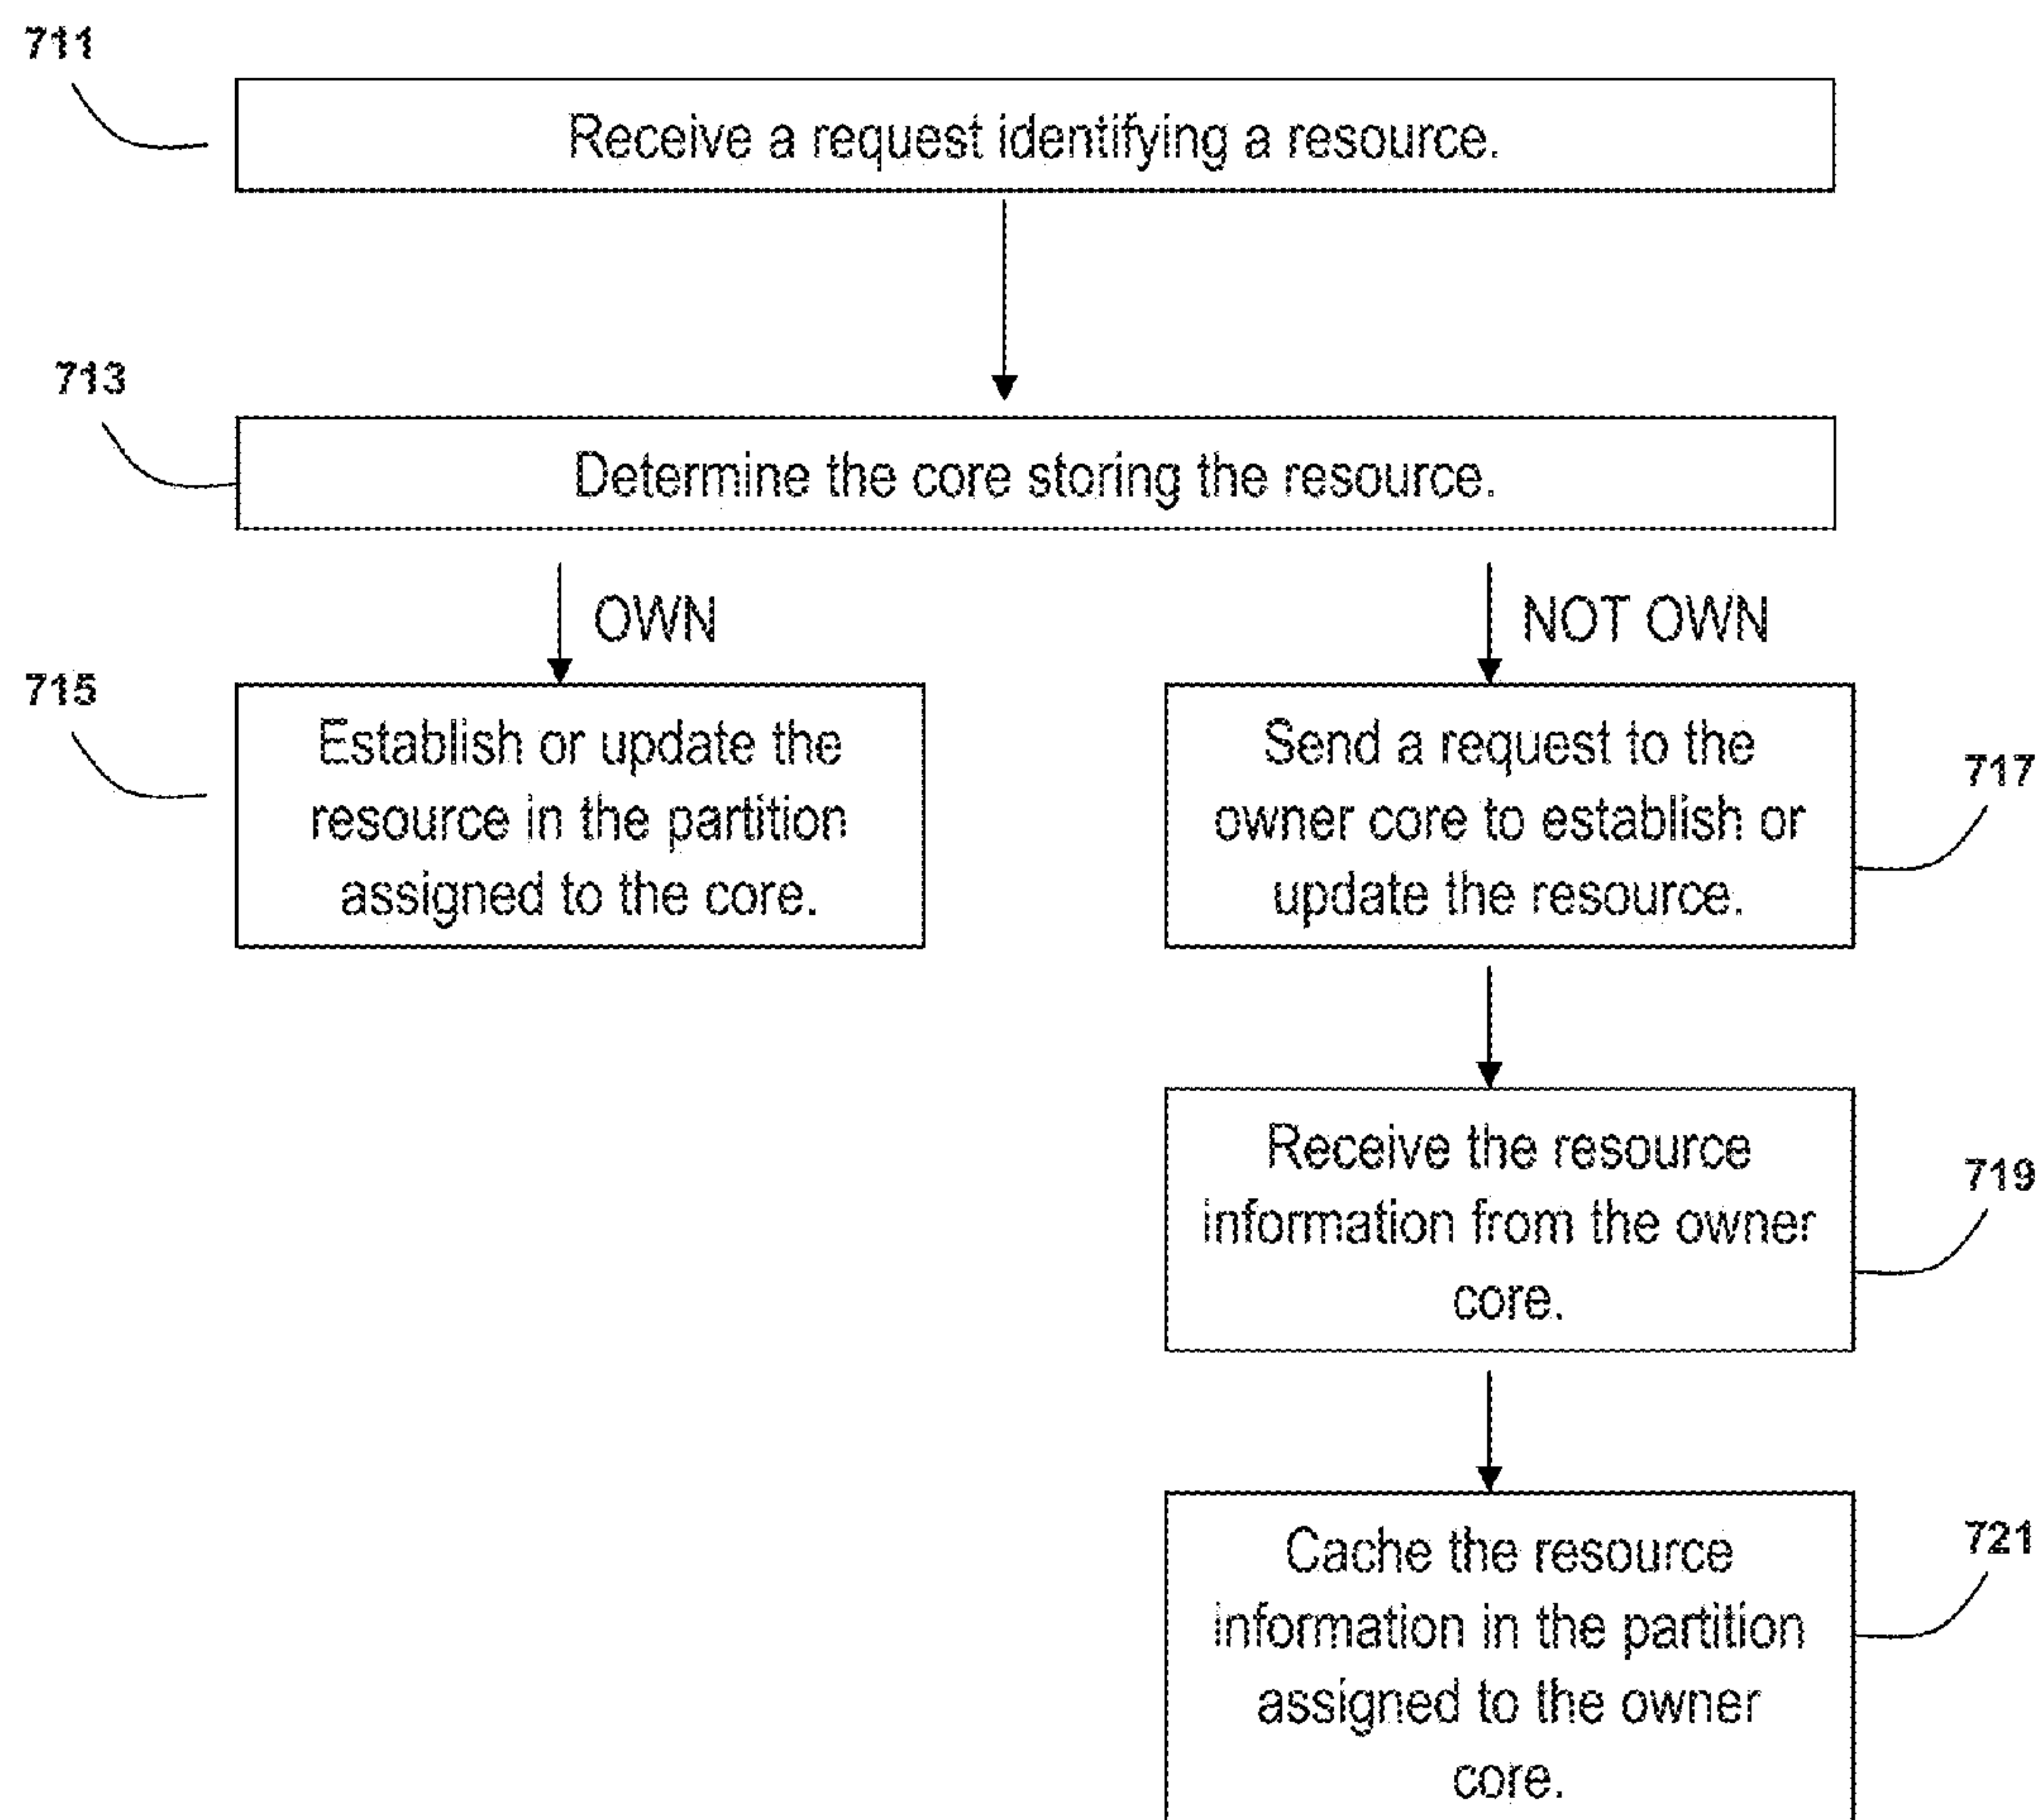 711
Receive a request identifying a resource.
713
Determine the core storing the resource.
OWN
NOT OWN
715
Establish or update the
resource in the partition
assigned to the core.
Send a request to the
owner core to establish or
update the resource.
717
Receive the resource
information from the owner
core.
719
Cache the resource
information in the partition
assigned to the owner
core.
721